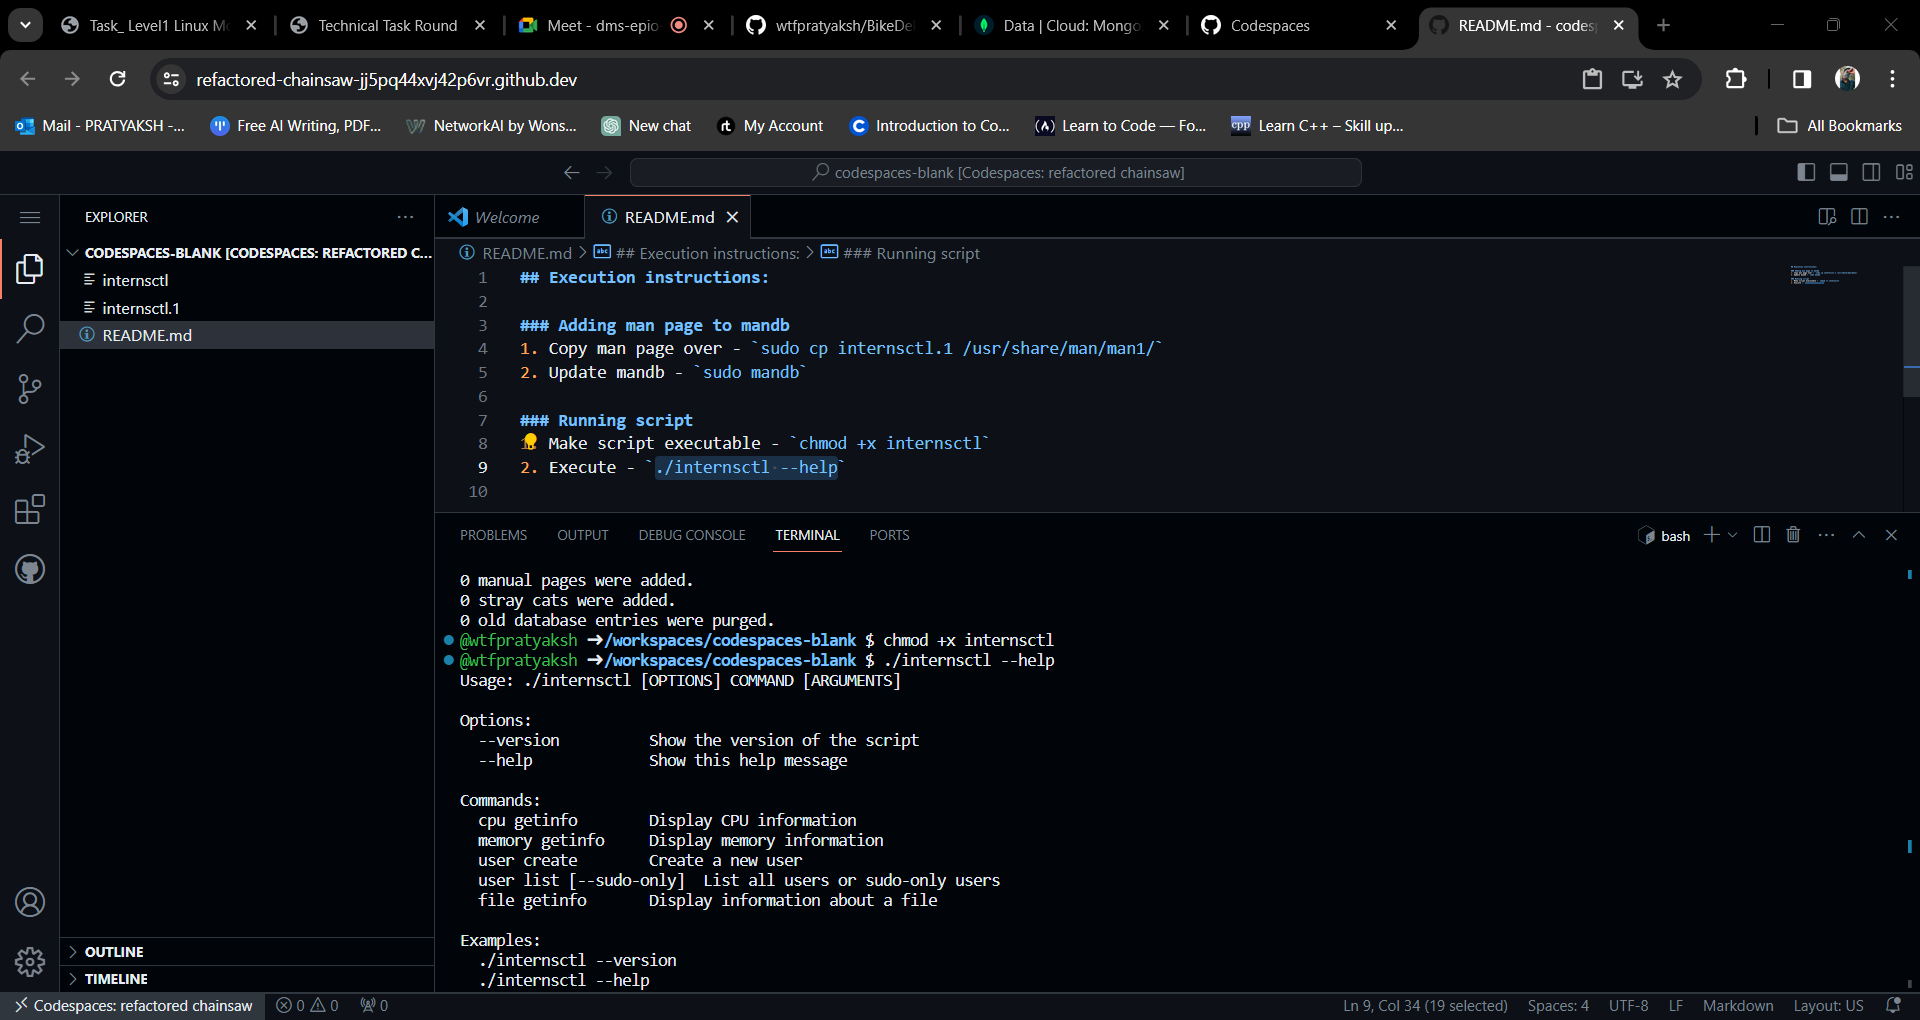 Task_ Level1 Linux Mo
Technical Task Round
Meet - dms-epio
wtfpratyaksh/BikeDel
Data | Cloud: Mongo
Codespaces
README.md - codesp
refactored-chainsaw-jj5pq44xvj42p6vr.github.dev
Mail - PRATYAKSH -...
Free AI Writing, PDF...
NetworkAI by Wons...
New chat
My Account
Introduction to Co...
Learn to Code — Fo...
Learn C++ – Skill up...
All Bookmarks
codespaces-blank [Codespaces: refactored chainsaw]
EXPLORER
CODESPACES-BLANK [CODESPACES: REFACTORED C...
internsctl
internsctl.1
README.md
OUTLINE
TIMELINE
Welcome
README.md
README.md > ## Execution instructions: > ### Running script
1 ## Execution instructions:
2
3 ### Adding man page to mandb
4 1. Copy man page over - `sudo cp internsctl.1 /usr/share/man/man1/`
5 2. Update mandb - `sudo mandb`
6
7 ### Running script
8 Make script executable - `chmod +x internsctl`
9 2. Execute - `./internsctl --help`
10
PROBLEMS OUTPUT DEBUG CONSOLE TERMINAL PORTS
bash
0 manual pages were added.
0 stray cats were added.
0 old database entries were purged.
@wtfpratyaksh ➜/workspaces/codespaces-blank $ chmod +x internsctl
@wtfpratyaksh ➜/workspaces/codespaces-blank $ ./internsctl --help
Usage: ./internsctl [OPTIONS] COMMAND [ARGUMENTS]
Options:
--version Show the version of the script
--help Show this help message
Commands:
cpu getinfo Display CPU information
memory getinfo Display memory information
user create Create a new user
user list [--sudo-only] List all users or sudo-only users
file getinfo Display information about a file
Examples:
./internsctl --version
./internsctl --help
Codespaces: refactored chainsaw 0 0 0
Ln 9, Col 34 (19 selected) Spaces: 4 UTF-8 LF Markdown Layout: US